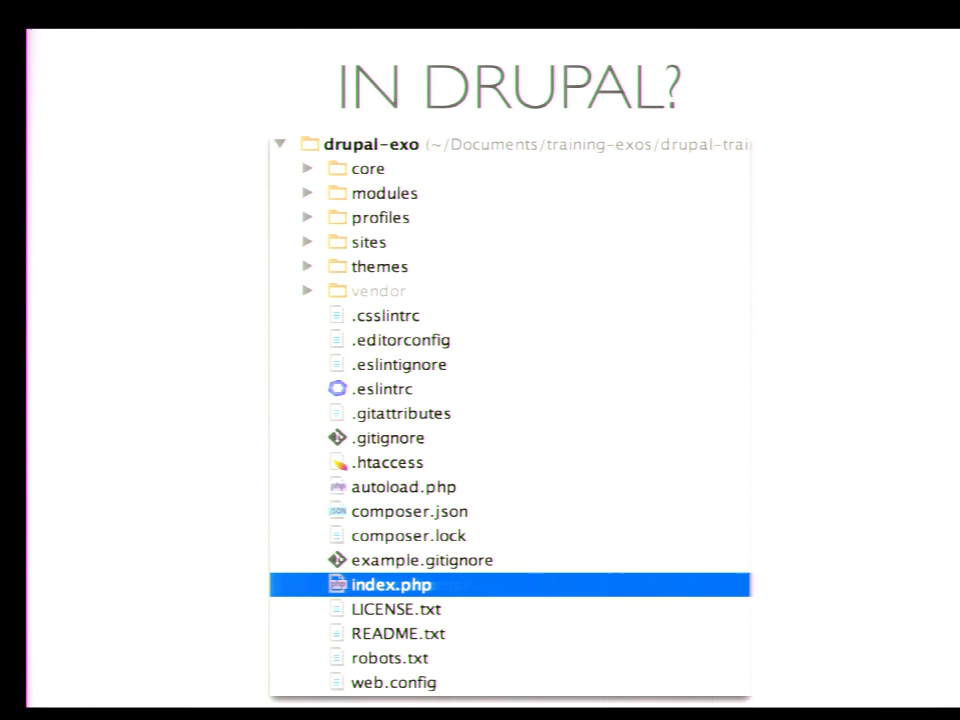 IN DRUPAL?
drupal-exo (~/Documents/training-exos/drupal-trai
core
modules
profiles
sites
themes
vendor
.csslintrc
.editorconfig
.eslintignore
.eslintrc
.gitattributes
.gitignore
.htaccess
autoload.php
composer.json
composer.lock
example.gitignore
index.php
LICENSE.txt
README.txt
robots.txt
web.config